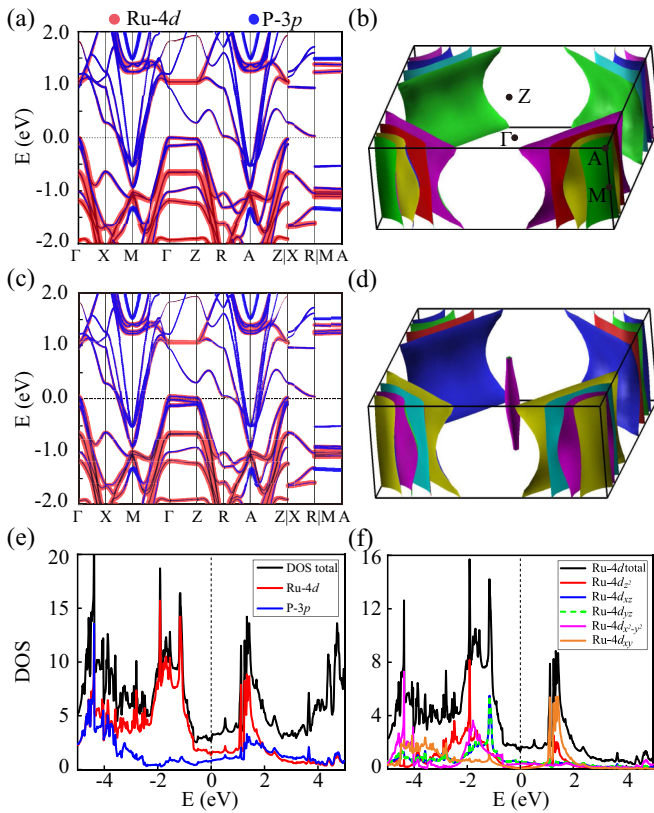 (a) Ru-4d P-3p (b)
2.0
1.0
0.0
-1.0
-2.0
E (eV)
Γ X M Γ Z R A Z|X R|M A
Z
Γ
A
M
(c) (d)
2.0
1.0
0.0
-1.0
-2.0
E (eV)
Γ X M Γ Z R A Z|X R|M A
(e) (f)
20
15
10
5
0
DOS
DOS total
Ru-4d
P-3p
-4 -2 0 2 4
E (eV)
16
12
8
4
0
Ru-4d total
Ru-4dz²
Ru-4dxz
Ru-4dyz
Ru-4dx²-y²
Ru-4dxy
-4 -2 0 2 4
E (eV)